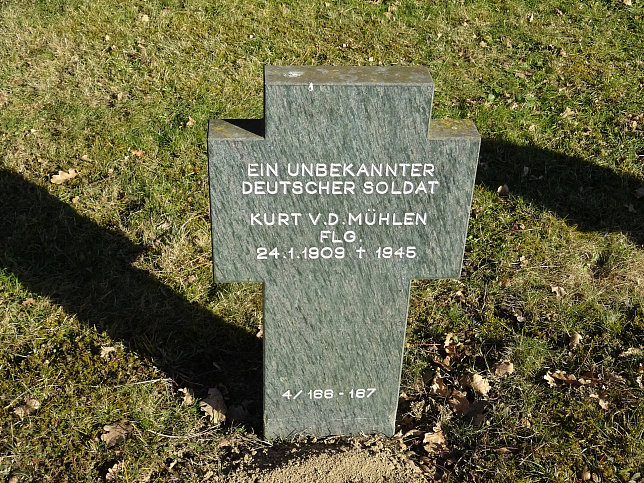 EIN UNBEKANNTER
DEUTSCHER SOLDAT
KURT V.D. MÜHLEN
FLG.
24.1.1909 ✝ 1945
4/166 - 167